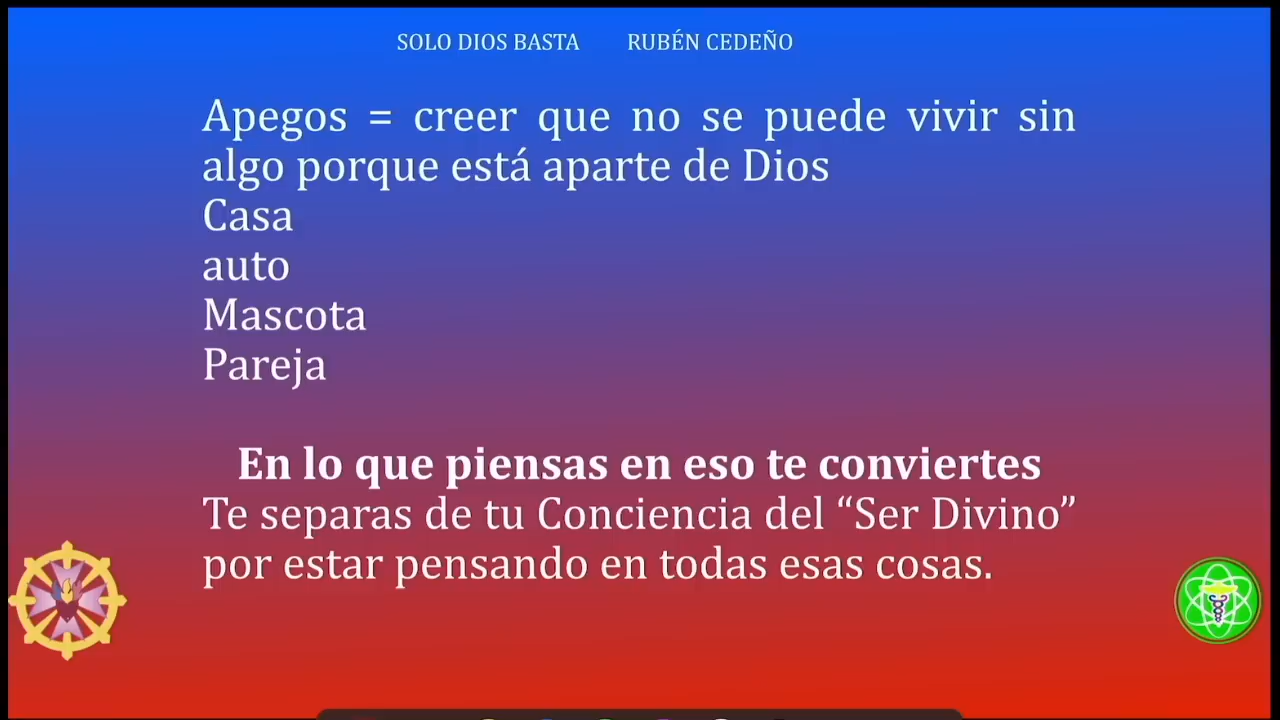 SOLO DIOS BASTA RUBÉN CEDEÑO
Apegos = creer que no se puede vivir sin
algo porque está aparte de Dios
Casa
auto
Mascota
Pareja
En lo que piensas en eso te conviertes
Te separas de tu Conciencia del “Ser Divino”
por estar pensando en todas esas cosas.